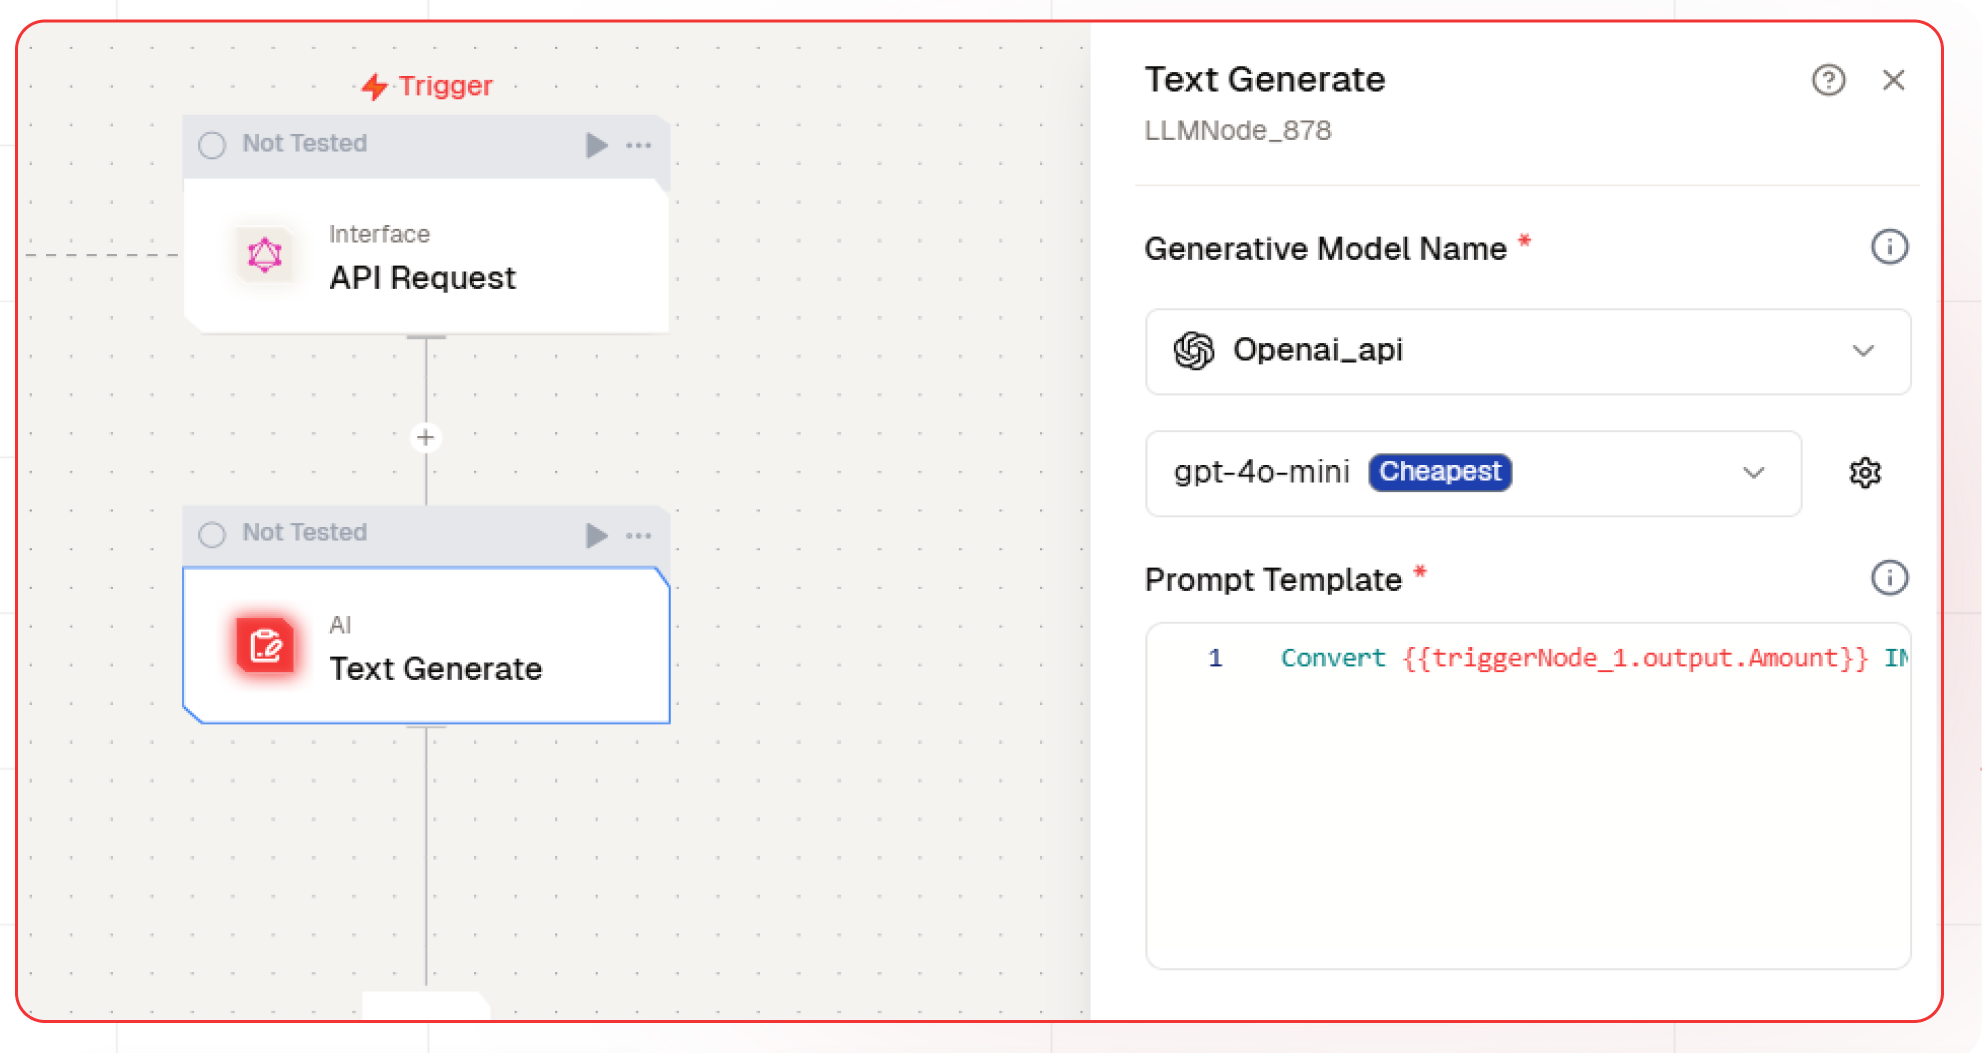 Trigger
Not Tested
Interface
API Request
Not Tested
AI
Text Generate
Text Generate
LLMNode_878
Generative Model Name *
Openai_api
gpt-4o-mini Cheapest
Prompt Template *
1 Convert {{triggerNode_1.output.Amount}}